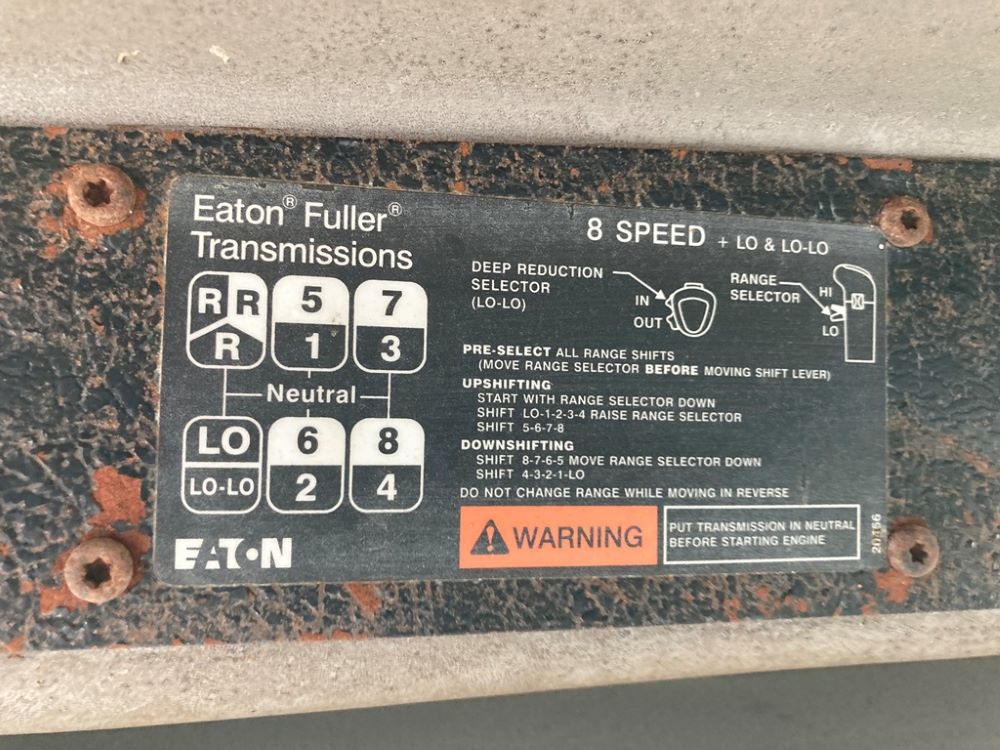 Eaton® Fuller®
Transmissions
8 SPEED + LO & LO-LO
R R 5 7
R 1 3
Neutral
LO 6 8
LO-LO 2 4
EATON
DEEP REDUCTION
SELECTOR
(LO-LO)
IN
OUT
RANGE
SELECTOR
HI
LO
PRE-SELECT ALL RANGE SHIFTS
(MOVE RANGE SELECTOR BEFORE MOVING SHIFT LEVER)
UPSHIFTING
START WITH RANGE SELECTOR DOWN
SHIFT LO-1-2-3-4 RAISE RANGE SELECTOR
SHIFT 5-6-7-8
DOWNSHIFTING
SHIFT 8-7-6-5 MOVE RANGE SELECTOR DOWN
SHIFT 4-3-2-1-LO
DO NOT CHANGE RANGE WHILE MOVING IN REVERSE
WARNING
PUT TRANSMISSION IN NEUTRAL
BEFORE STARTING ENGINE